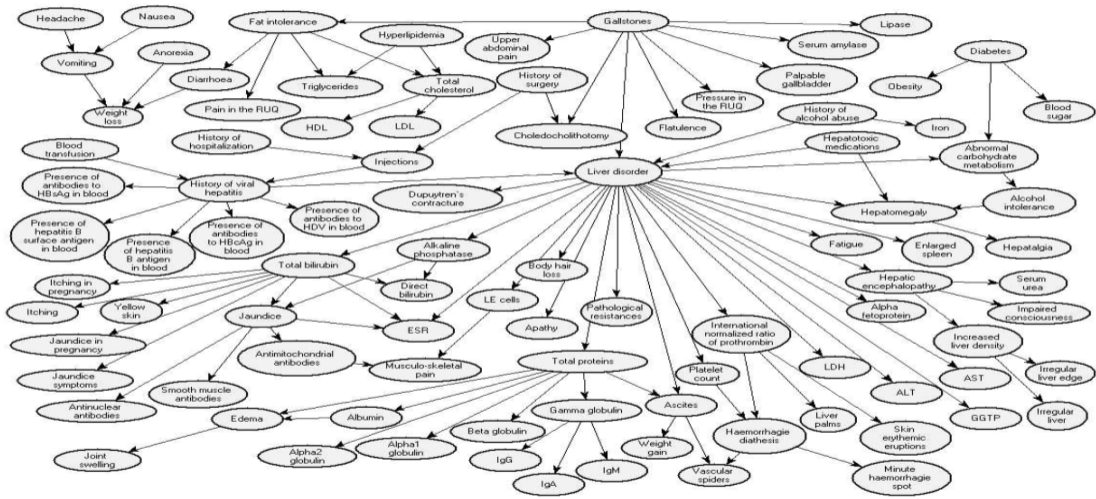 Headache
Nausea
Fat intolerance
Gallstones
Lipase
Hyperlipidemia
Upper
abdominal
pain
Serum amylase
Vomiting
Anorexia
Diabetes
Diarrhoea
Triglycerides
Total
cholesterol
History of
surgery
Palpable
gallbladder
Obesity
Weight
loss
Pain in the RUQ
HDL
LDL
Pressure in
the RUQ
Blood
sugar
Choledocholithotomy
Flatulence
History of
alcohol abuse
Iron
History of
hospitalization
Injections
Hepatotoxic
medications
Blood
transfusion
Abnormal
carbohydrate
metabolism
Liver disorder
Presence of
antibodies to
HBsAg in blood
History of viral
hepatitis
Dupuytren`s
contracture
Alcohol
intolerance
Hepatomegaly
Presence of
hepatitis B
surface antigen
in blood
Presence
of hepatitis
B antigen
in blood
Presence of
antibodies
to HBcAg in
blood
Presence of
antibodies to
HDV in blood
Alkaline
phosphatase
Fatigue
Enlarged
spleen
Hepatalgia
Total bilirubin
Body hair
loss
Hepatic
encephalopathy
Serum
urea
Itching in
pregnancy
Direct
bilirubin
LE cells
Itching
Yellow
skin
Jaundice
ESR
Apathy
Pathological
resistances
Alpha
fetoprotein
Impaired
consciousness
International
normalized ratio
of prothrombin
Jaundice in
pregnancy
Antimitochondrial
antibodies
Musculo-skeletal
pain
Total proteins
Increased
liver density
Jaundice
symptoms
Smooth muscle
antibodies
Platelet
count
LDH
ALT
AST
Irregular
liver edge
Antinuclear
antibodies
Edema
Albumin
Gamma globulin
Ascites
Liver
palms
GGTP
Irregular
liver
Beta globulin
Haemorrhagie
diathesis
Skin
erythemic
eruptions
Joint
swelling
Alpha2
globulin
Alpha1
globulin
IgG
IgA
IgM
Weight
gain
Vascular
spiders
Minute
haemorrhagie
spot